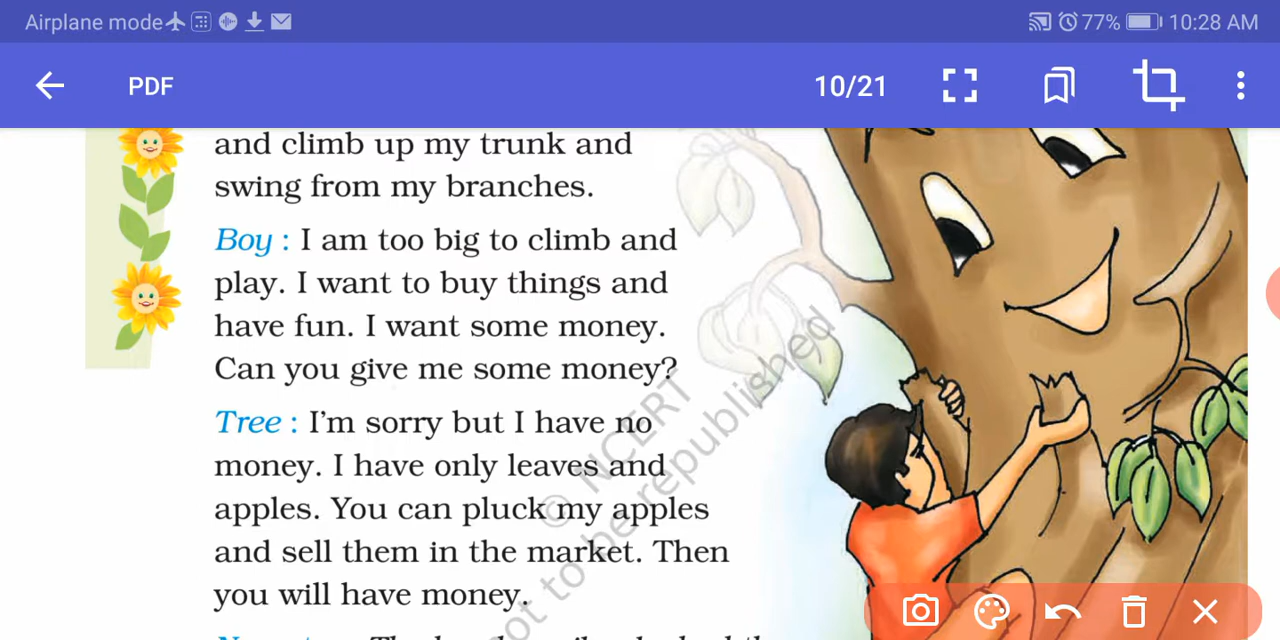 Airplane mode 77% 10:28 AM
PDF 10/21
and climb up my trunk and
swing from my branches.
Boy : I am too big to climb and
play. I want to buy things and
have fun. I want some money.
Can you give me some money?
Tree : I'm sorry but I have no
money. I have only leaves and
apples. You can pluck my apples
and sell them in the market. Then
you will have money.
© NCERT
not to be republished